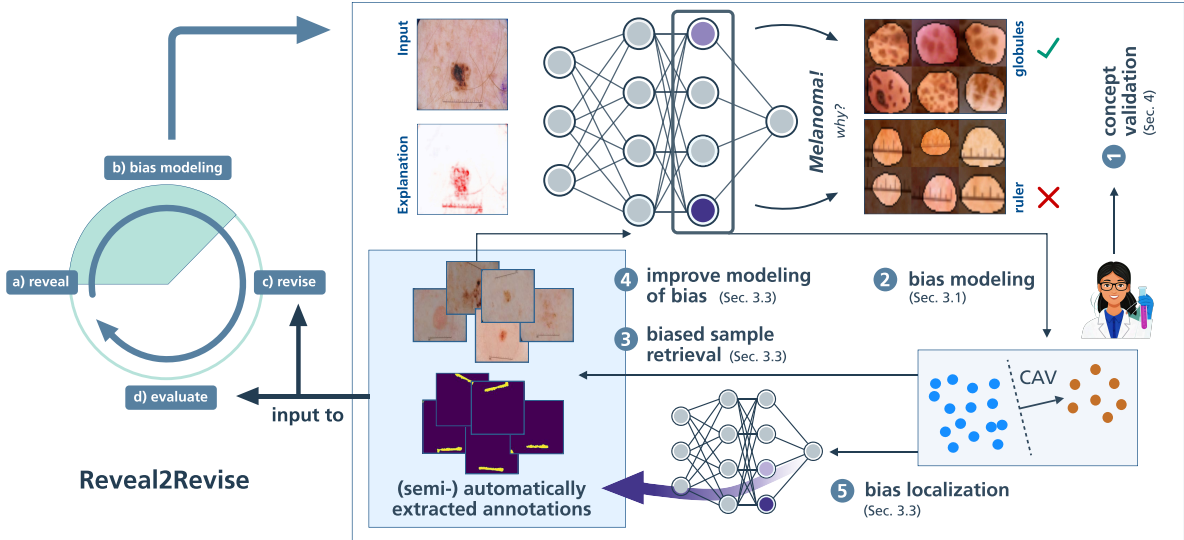 b) bias modeling
a) reveal
c) revise
d) evaluate
input to
Reveal2Revise
Input
Explanation
Melanoma!
why?
globules
ruler
1 concept
validation
(Sec. 4)
4 improve modeling
of bias (Sec. 3.3)
2 bias modeling
(Sec. 3.1)
3 biased sample
retrieval (Sec. 3.3)
CAV
5 bias localization
(Sec. 3.3)
(semi-) automatically
extracted annotations